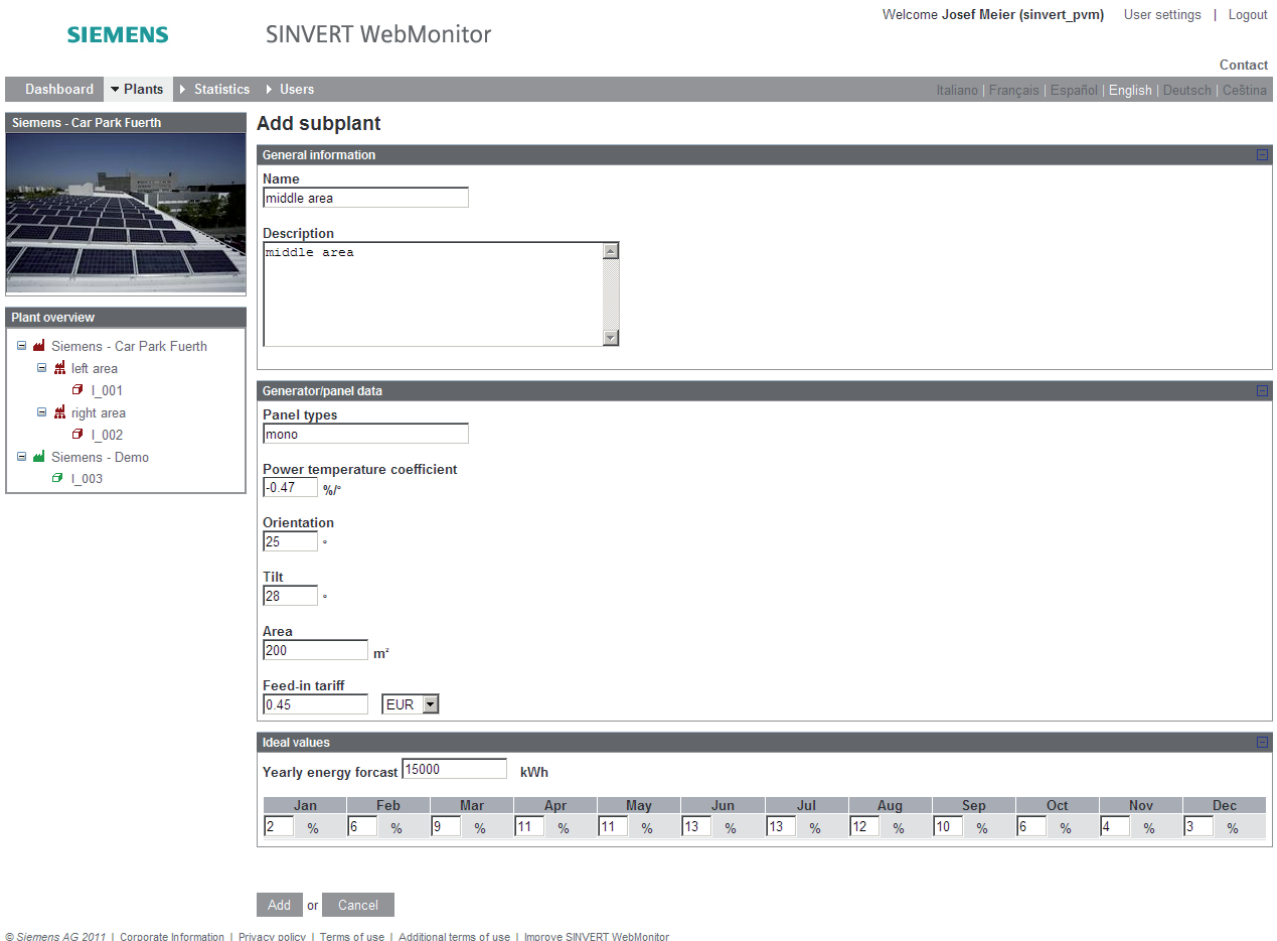 Welcome Josef Meier (sinvert_pvm) User settings | Logout
SIEMENS SINVERT WebMonitor
Contact
Dashboard Plants Statistics Users Italiano | Français | Español | English | Deutsch | Ceština
Siemens - Car Park Fuerth
Plant overview
Siemens - Car Park Fuerth
left area
I_001
right area
I_002
Siemens - Demo
I_003
Add subplant
General information
Name
middle area
Description
middle area
Generator/panel data
Panel types
mono
Power temperature coefficient
-0.47 %/°
Orientation
25 °
Tilt
28 °
Area
200 m²
Feed-in tariff
0.45 EUR
Ideal values
Yearly energy forcast 15000 kWh
Jan Feb Mar Apr May Jun Jul Aug Sep Oct Nov Dec
2 % 6 % 9 % 11 % 11 % 13 % 13 % 12 % 10 % 6 % 4 % 3 %
Add or Cancel
© Siemens AG 2011 | Corporate Information | Privacy policy | Terms of use | Additional terms of use | Improve SINVERT WebMonitor